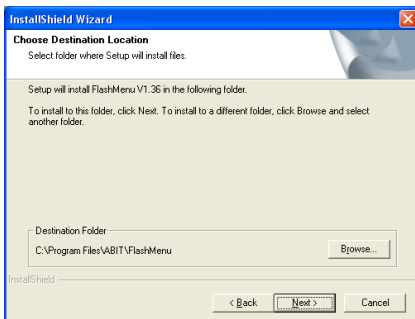 InstallShield Wizard
Choose Destination Location
Select folder where Setup will install files.
Setup will install FlashMenu V1.36 in the following folder.
To install to this folder, click Next. To install to a different folder, click Browse and select
another folder.
Destination Folder
C:\Program Files\ABIT\FlashMenu
Browse...
InstallShield
< Back
Next >
Cancel